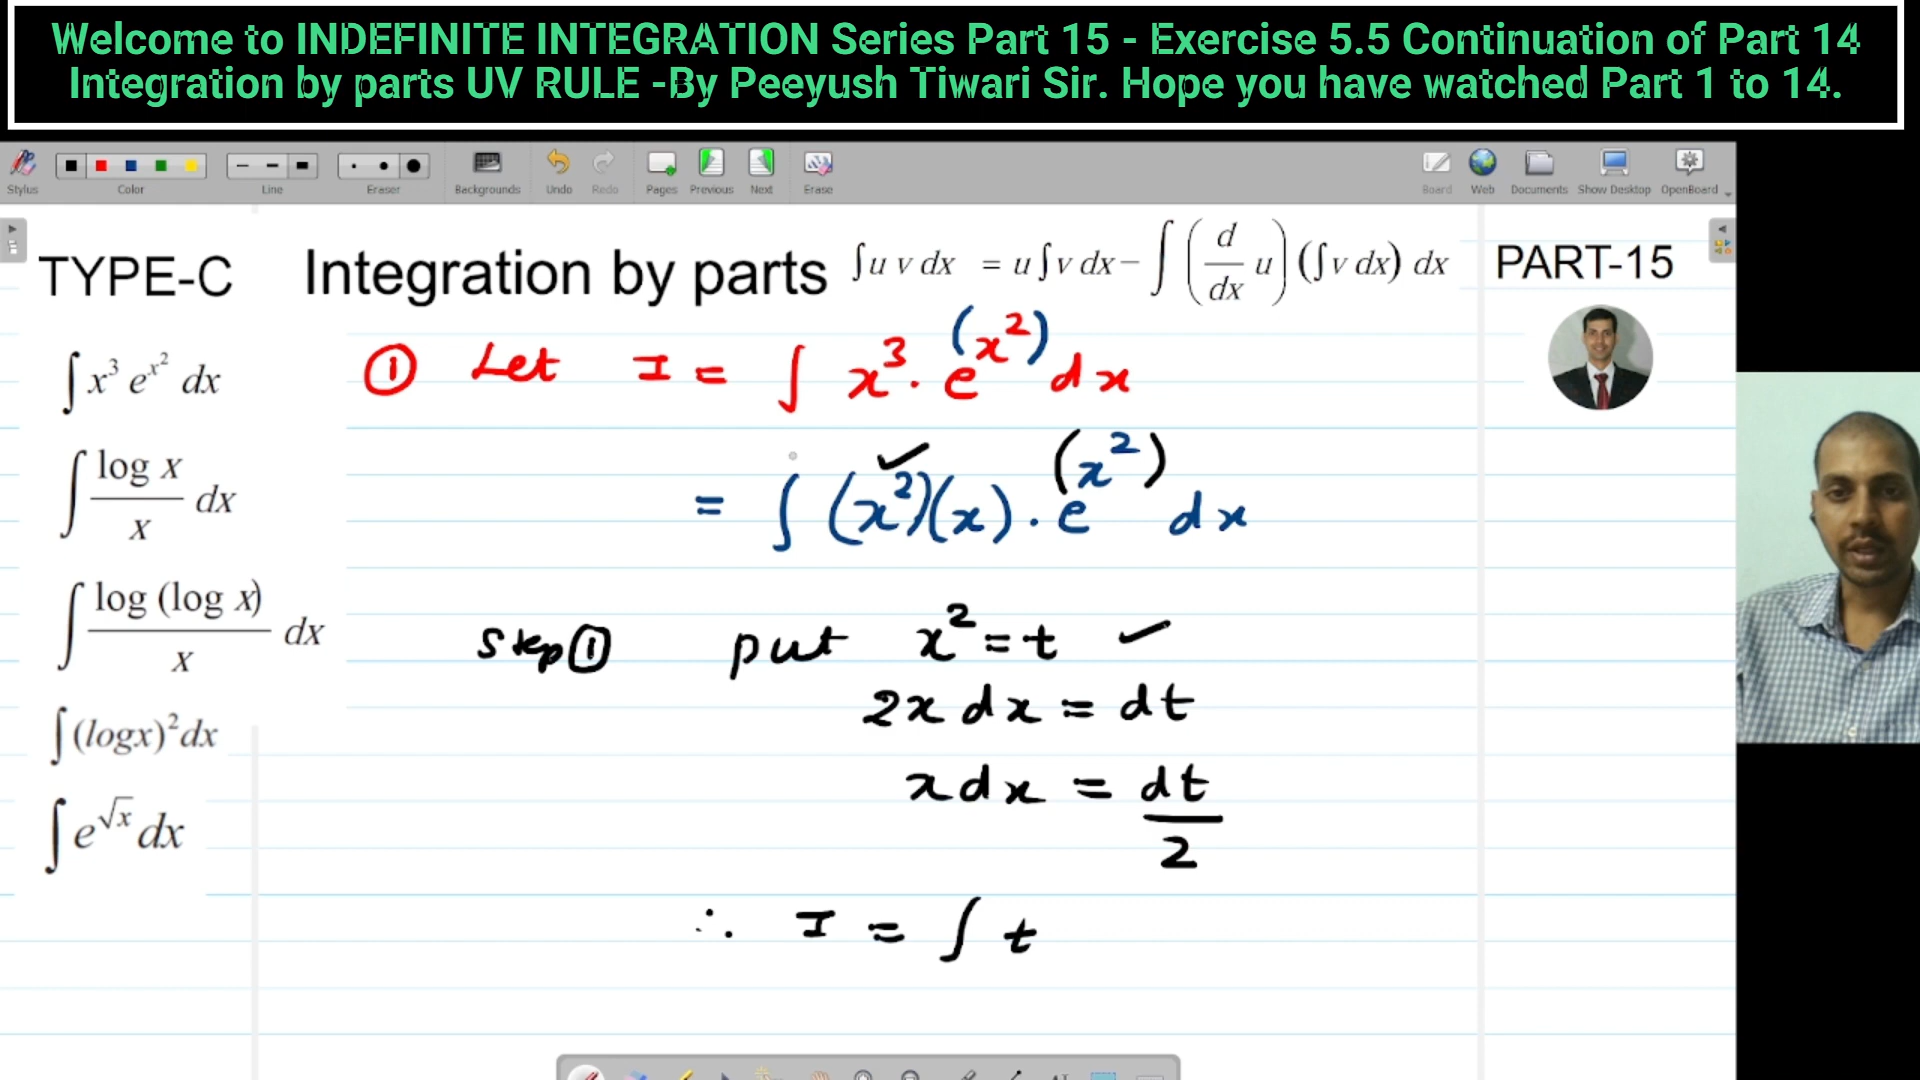 Welcome to INDEFINITE INTEGRATION Series Part 15 - Exercise 5.5 Continuation of Part 14
Integration by parts UV RULE -By Peeyush Tiwari Sir. Hope you have watched Part 1 to 14.
Stylus Color Line Eraser Backgrounds Undo Redo Pages Previous Next Erase Board Web Documents Show Desktop OpenBoard
TYPE-C Integration by parts ∫u v dx = u ∫v dx − ∫ (d/dx u) (∫v dx) dx PART-15
∫ x³ e^(x²) dx
∫ log x / x dx
∫ log (log x) / x dx
∫(logx)²dx
∫ e^√x dx
① Let I = ∫ x³ . e^(x²) dx
= ∫ (x²)(x) . e^(x²) dx
Step ① put x² = t ✓
2x dx = dt
x dx = dt/2
∴ I = ∫ t